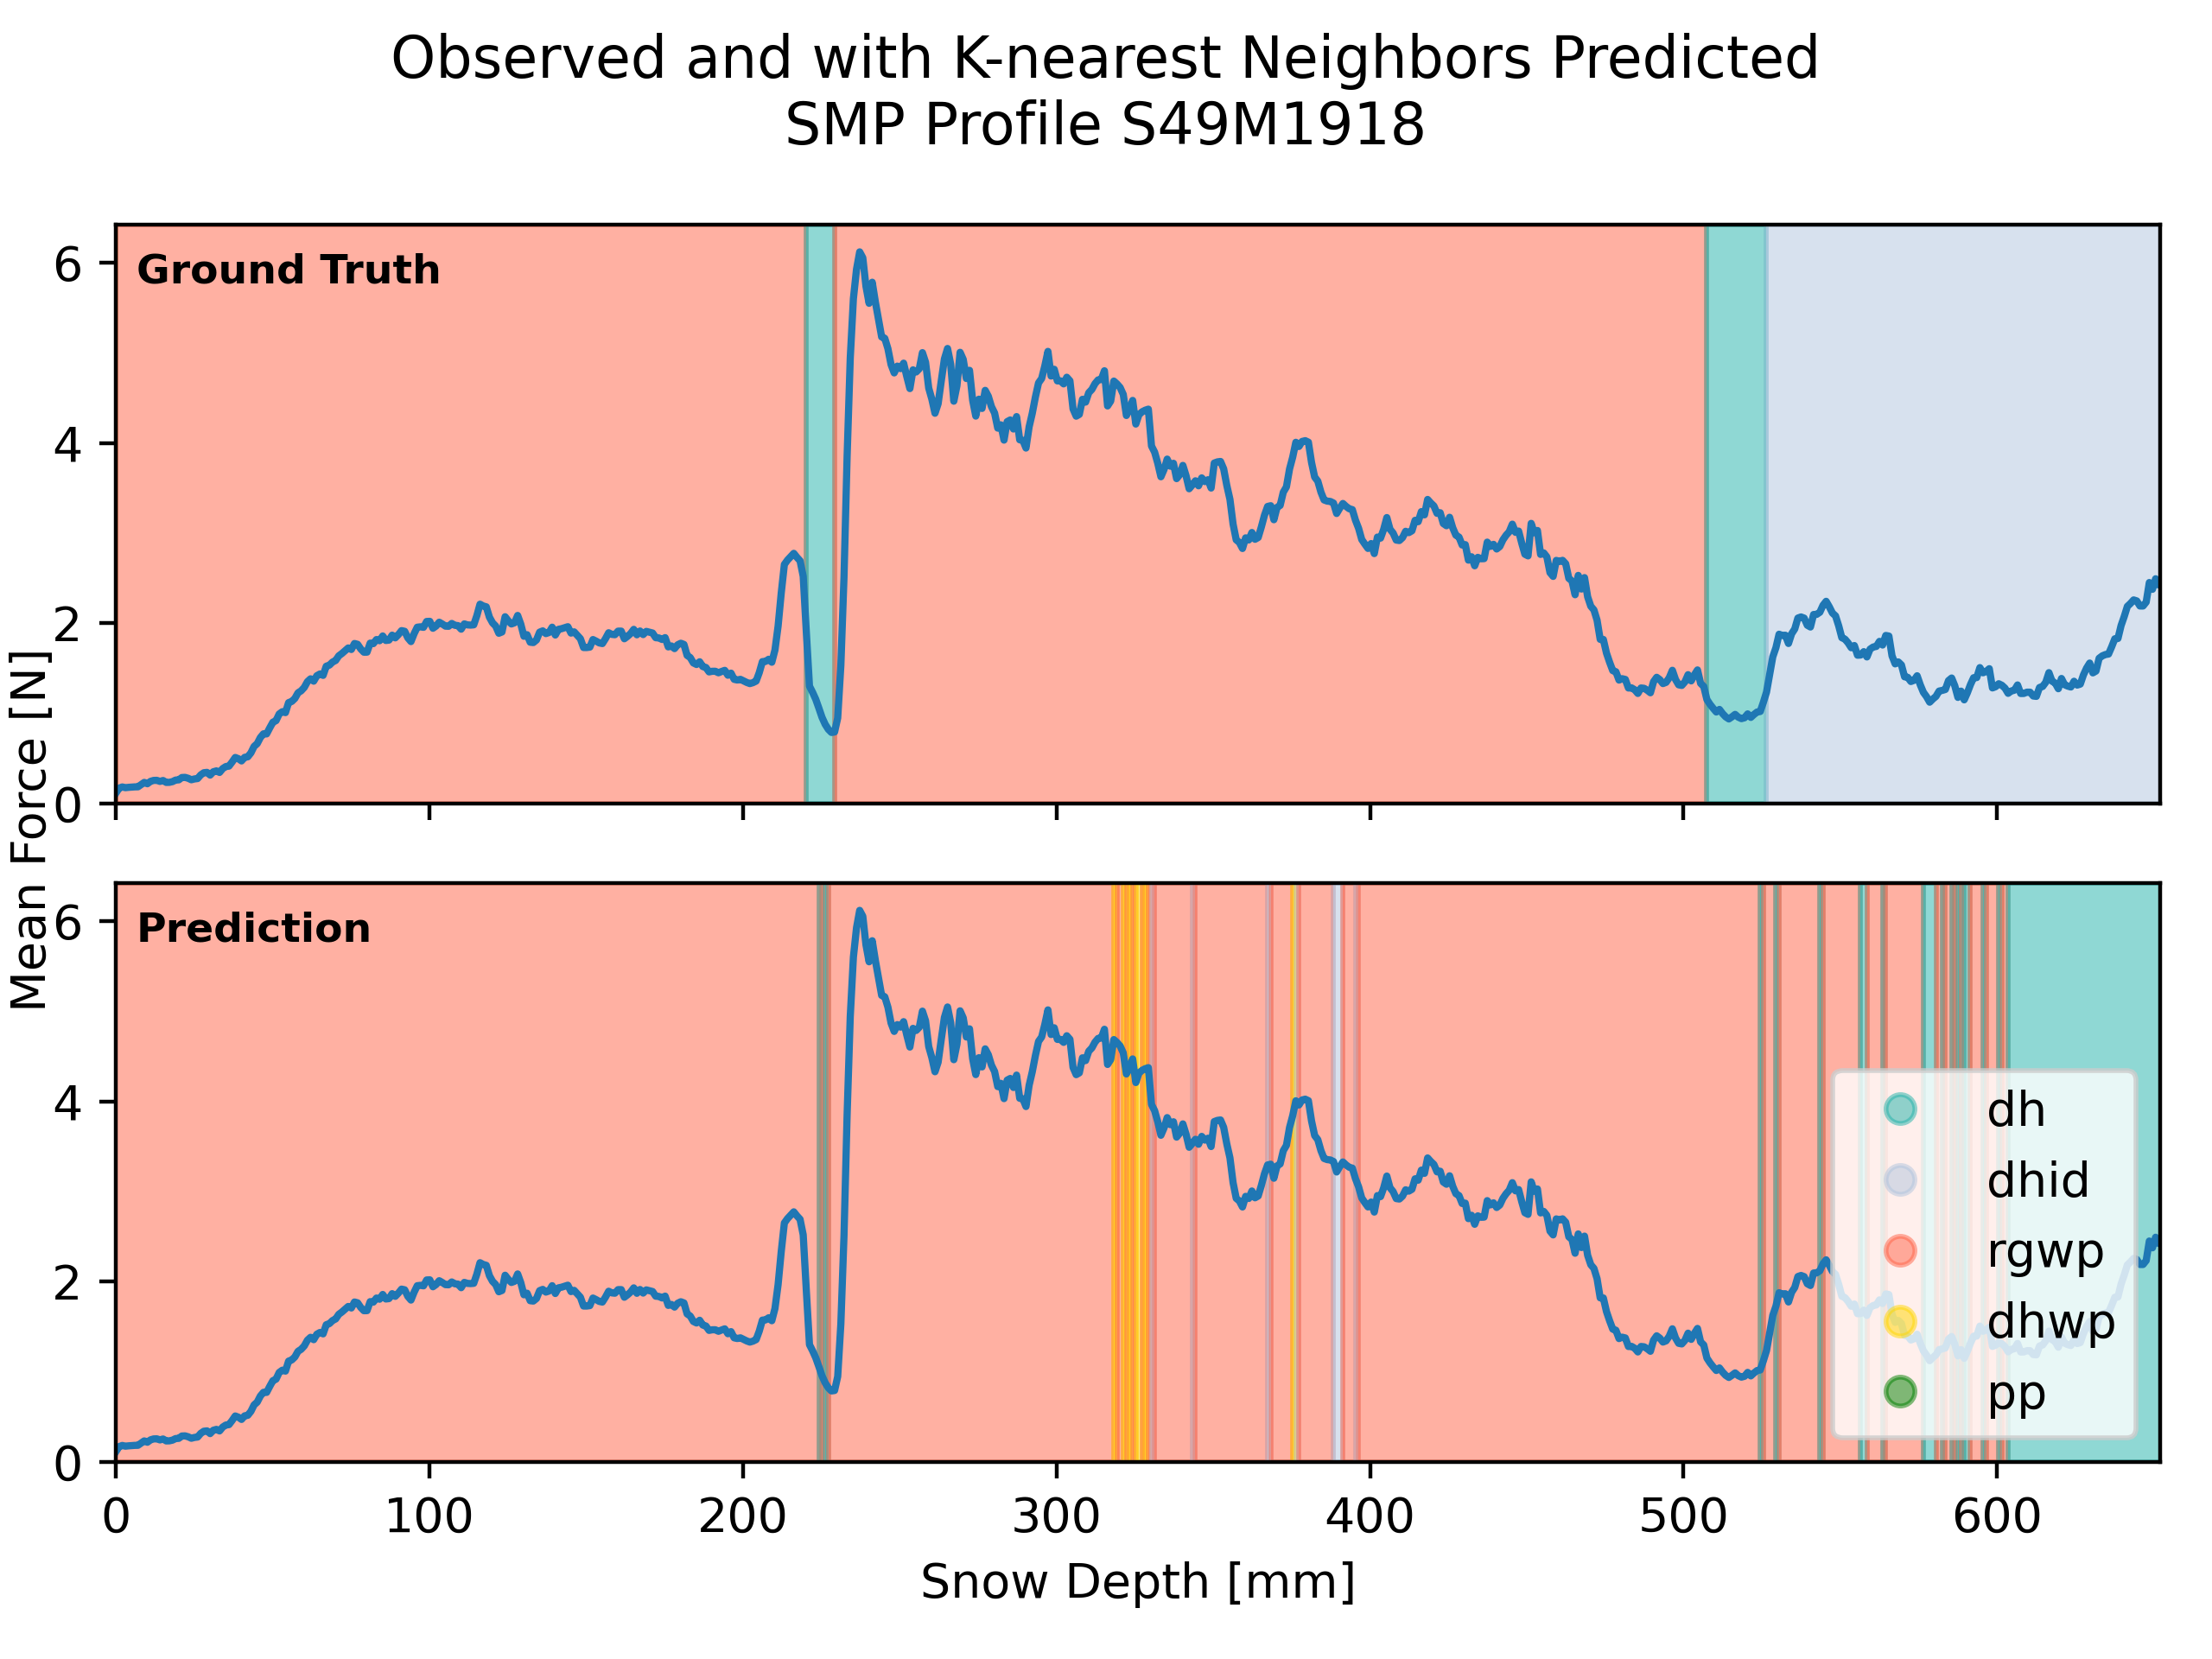 Observed and with K-nearest Neighbors Predicted
SMP Profile S49M1918
Mean Force [N]
6
4
2
0
Ground Truth
6
4
2
0
Prediction
dh
dhid
rgwp
dhwp
pp
0 100 200 300 400 500 600
Snow Depth [mm]